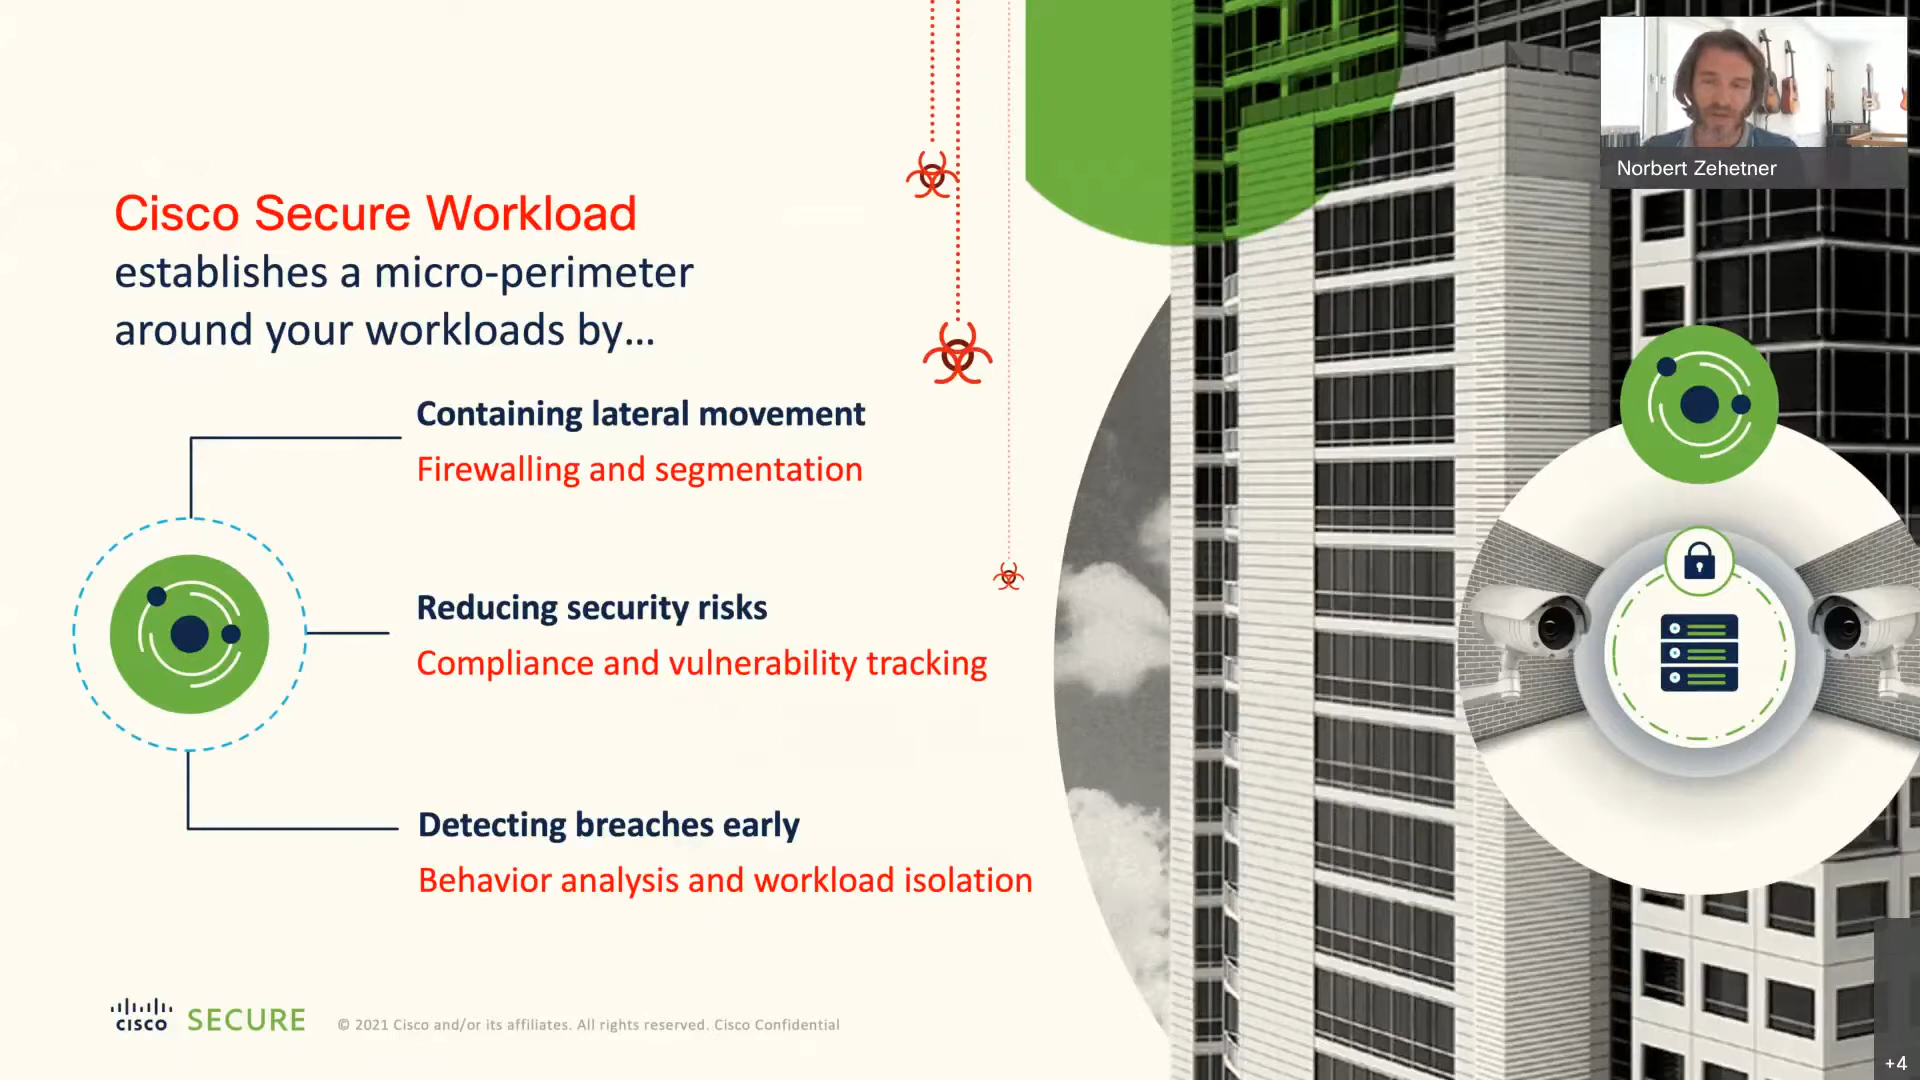 Norbert Zehetner
Cisco Secure Workload
establishes a micro-perimeter
around your workloads by...
Containing lateral movement
Firewalling and segmentation
Reducing security risks
Compliance and vulnerability tracking
Detecting breaches early
Behavior analysis and workload isolation
CISCO SECURE © 2021 Cisco and/or its affiliates. All rights reserved. Cisco Confidential
+4